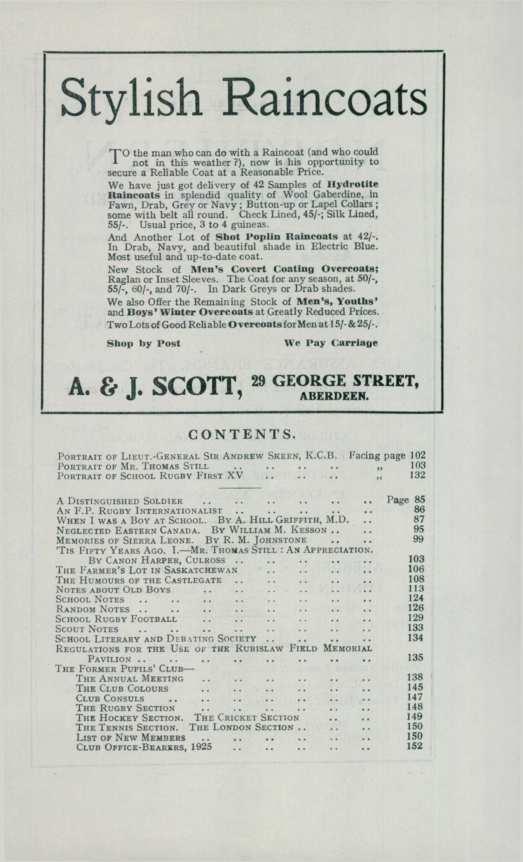 Stylish Raincoats
TO the man who can do with a Raincoat (and who could
not in this weather?), now is his opportunity to
secure a Reliable Coat at a Reasonable Price.
We have just got delivery of 42 Samples of Hydrotite
Raincoats in splendid quality of Wool Gaberdine, in
Fawn, Drab, Grey or Navy; Button-up or Lapel Collars;
some with belt all round. Check Lined, 45/-; Silk Lined,
55/-. Usual price, 3 to 4 guineas.
And Another Lot of Shot Poplin Raincoats at 42/-.
In Drab, Navy, and beautiful shade in Electric Blue.
Most useful and up-to-date coat.
New Stock of Men's Covert Coating Overcoats;
Raglan or Inset Sleeves. The Coat for any season, at 50/-,
55/-, 60/-, and 70/-. In Dark Greys or Drab shades.
We also Offer the Remaining Stock of Men's, Youths'
and Boys' Winter Overcoats at Greatly Reduced Prices.
Two Lots of Good Reliable Overcoats for Men at 15/- & 25/-.
Shop by Post We Pay Carriage
A. & J. SCOTT, 29 GEORGE STREET,
ABERDEEN.
CONTENTS.
PORTRAIT OF LIEUT.-GENERAL SIR ANDREW SKEEN, K.C.B. Facing page 102
PORTRAIT OF MR. THOMAS STILL .. .. .. .. ,, 103
PORTRAIT OF SCHOOL RUGBY FIRST XV .. .. .. ,, 132
A DISTINGUISHED SOLDIER .. .. .. .. .. .. Page 85
AN F.P. RUGBY INTERNATIONALIST .. .. .. .. .. 86
WHEN I WAS A BOY AT SCHOOL. BY A. HILL GRIFFITH, M.D. .. 87
NEGLECTED EASTERN CANADA. BY WILLIAM M. KESSON .. .. 95
MEMORIES OF SIERRA LEONE. BY R. M. JOHNSTONE .. .. 99
'TIS FIFTY YEARS AGO. I.—MR. THOMAS STILL: AN APPRECIATION.
BY CANON HARPER, CULROSS .. .. .. .. .. 103
THE FARMER'S LOT IN SASKATCHEWAN .. .. .. .. 106
THE HUMOURS OF THE CASTLEGATE .. .. .. .. .. 108
NOTES ABOUT OLD BOYS .. .. .. .. .. .. 113
SCHOOL NOTES .. .. .. .. .. .. .. .. 124
RANDOM NOTES .. .. .. .. .. .. .. .. 126
SCHOOL RUGBY FOOTBALL .. .. .. .. .. .. 129
SCOUT NOTES .. .. .. .. .. .. .. .. 133
SCHOOL LITERARY AND DEBATING SOCIETY .. .. .. .. 134
REGULATIONS FOR THE USE OF THE RUBISLAW FIELD MEMORIAL
PAVILION .. .. .. .. .. .. .. .. 135
THE FORMER PUPILS' CLUB—
THE ANNUAL MEETING .. .. .. .. .. .. 138
THE CLUB COLOURS .. .. .. .. .. .. 145
CLUB CONSULS .. .. .. .. .. .. .. 147
THE RUGBY SECTION .. .. .. .. .. .. 148
THE HOCKEY SECTION. THE CRICKET SECTION .. .. 149
THE TENNIS SECTION. THE LONDON SECTION .. .. .. 150
LIST OF NEW MEMBERS .. .. .. .. .. .. 150
CLUB OFFICE-BEARERS, 1925 .. .. .. .. .. 152